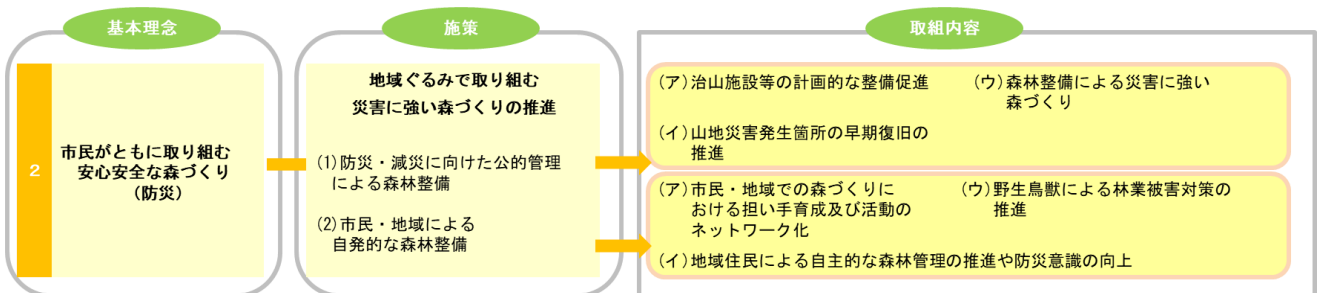 基本理念
施策
取組内容
2
市民がともに取り組む
安心安全な森づくり
（防災）
地域ぐるみで取り組む
災害に強い森づくりの推進
(1)防災・減災に向けた公的管理
による森林整備
(2)市民・地域による
自発的な森林整備
(ア)治山施設等の計画的な整備促進
(イ)山地災害発生箇所の早期復旧の
推進
(ウ)森林整備による災害に強い
森づくり
(ア)市民・地域での森づくりに
おける担い手育成及び活動の
ネットワーク化
(ウ)野生鳥獣による林業被害対策の
推進
(イ)地域住民による自主的な森林管理の推進や防災意識の向上